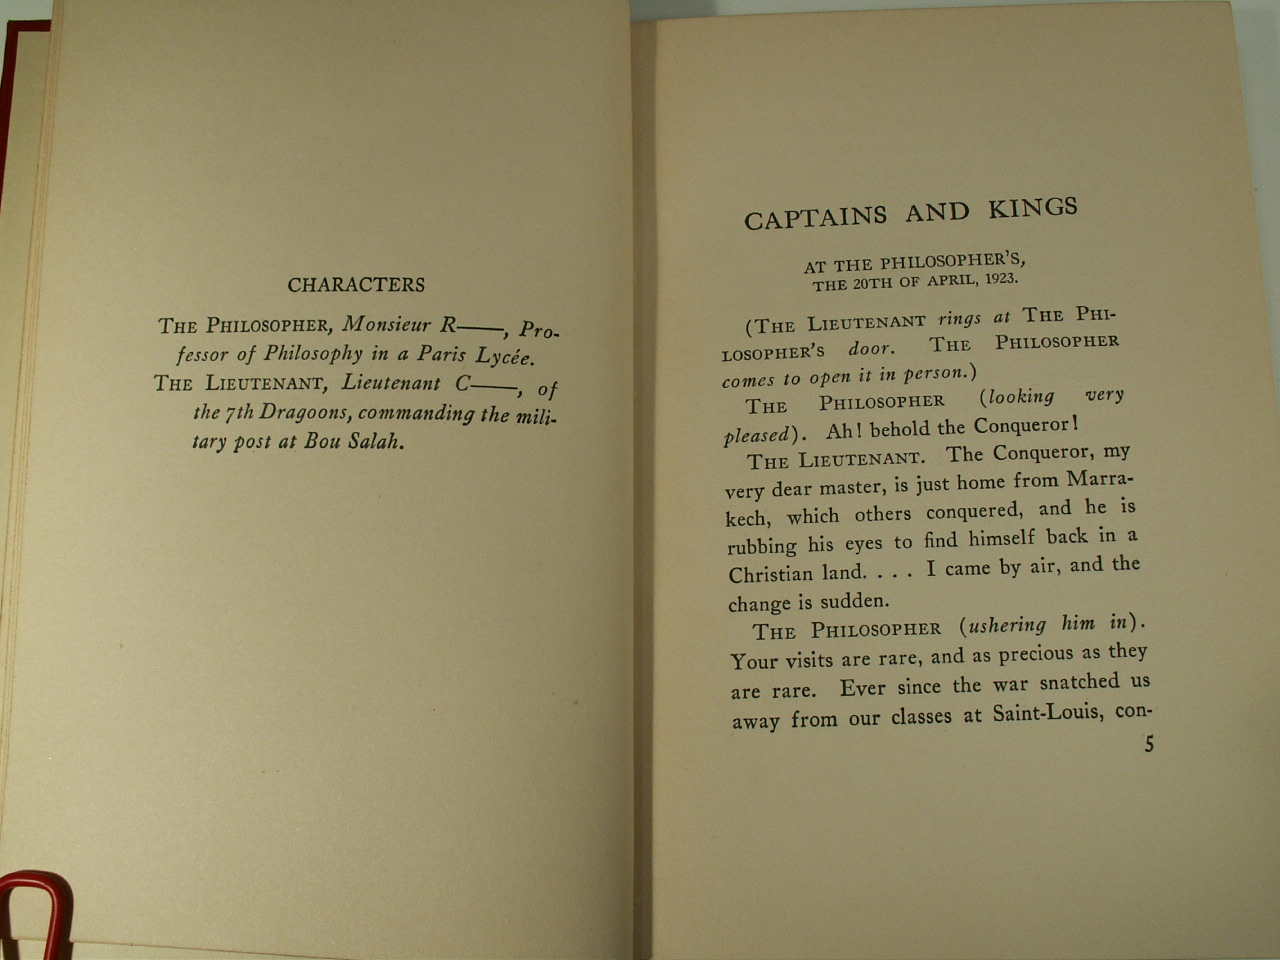 CHARACTERS
THE PHILOSOPHER, Monsieur R——, Pro-
fessor of Philosophy in a Paris Lycée.
THE LIEUTENANT, Lieutenant C——, of
the 7th Dragoons, commanding the mili-
tary post at Bou Salah.
CAPTAINS AND KINGS
AT THE PHILOSOPHER'S,
THE 20TH OF APRIL, 1923.
(THE LIEUTENANT rings at THE PHI-
LOSOPHER'S door. THE PHILOSOPHER
comes to open it in person.)
THE PHILOSOPHER (looking very
pleased). Ah! behold the Conqueror!
THE LIEUTENANT. The Conqueror, my
very dear master, is just home from Marra-
kech, which others conquered, and he is
rubbing his eyes to find himself back in a
Christian land. . . . I came by air, and the
change is sudden.
THE PHILOSOPHER (ushering him in).
Your visits are rare, and as precious as they
are rare. Ever since the war snatched us
away from our classes at Saint-Louis, con-
5